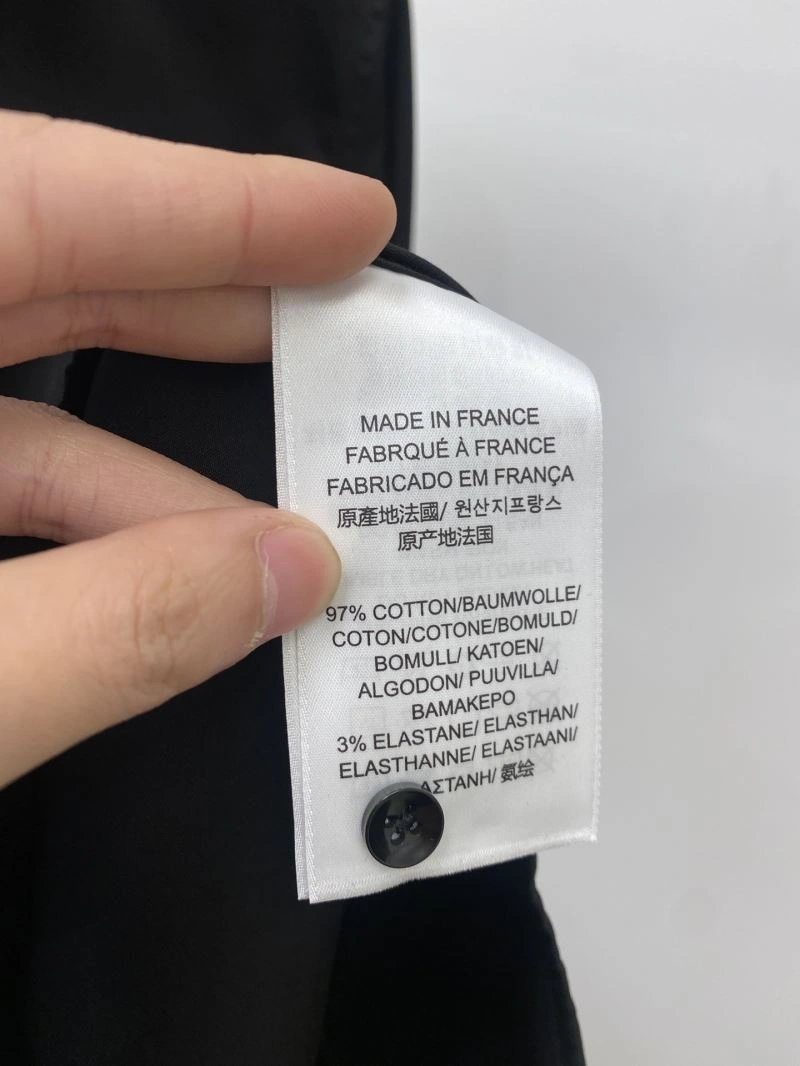 MADE IN FRANCE
FABRQUÉ À FRANCE
FABRICADO EM FRANÇA
原產地法國/ 원산지프랑스
原产地法国
97% COTTON/BAUMWOLLE/
COTON/COTONE/BOMULD/
BOMULL/ KATOEN/
ALGODON/ PUUVILLA/
BAMAKEPO
3% ELASTANE/ ELASTHAN/
ELASTHANNE/ ELASTAANI/
ΑΣΤΑΝΗ/ 氨绘